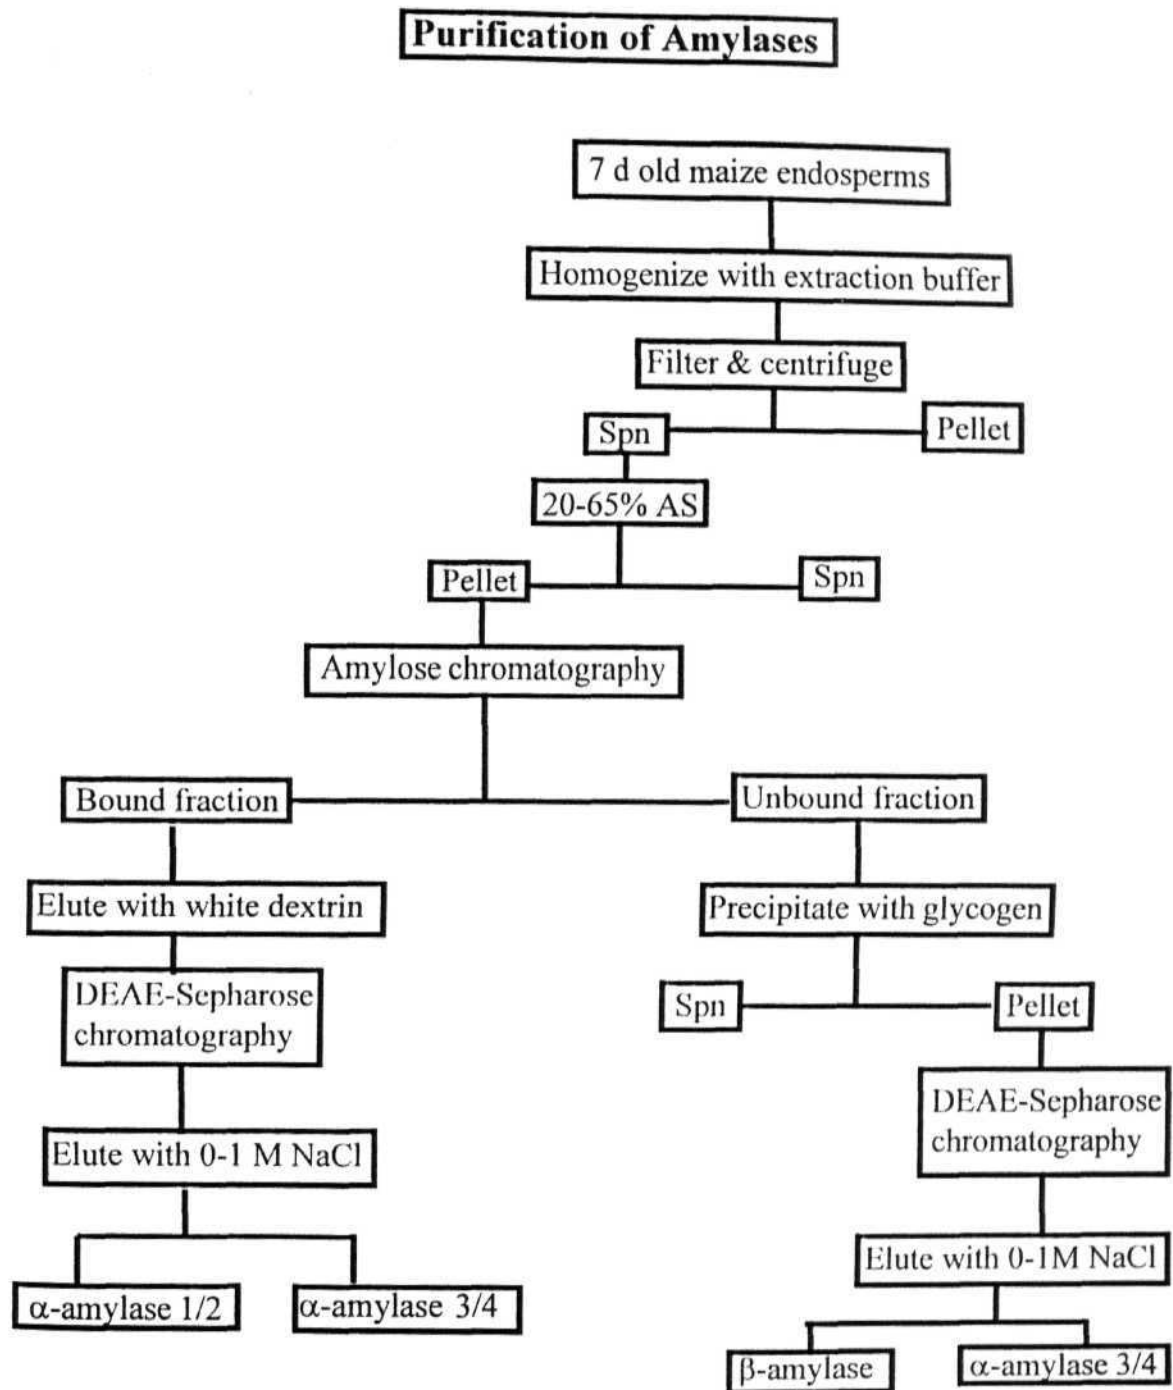 Purification of Amylases
7 d old maize endosperms
Homogenize with extraction buffer
Filter & centrifuge
Spn
Pellet
20-65% AS
Pellet
Spn
Amylose chromatography
Bound fraction
Unbound fraction
Elute with white dextrin
Precipitate with glycogen
DEAE-Sepharose
chromatography
Spn
Pellet
DEAE-Sepharose
chromatography
Elute with 0-1 M NaCl
Elute with 0-1M NaCl
α-amylase 1/2
α-amylase 3/4
β-amylase
α-amylase 3/4